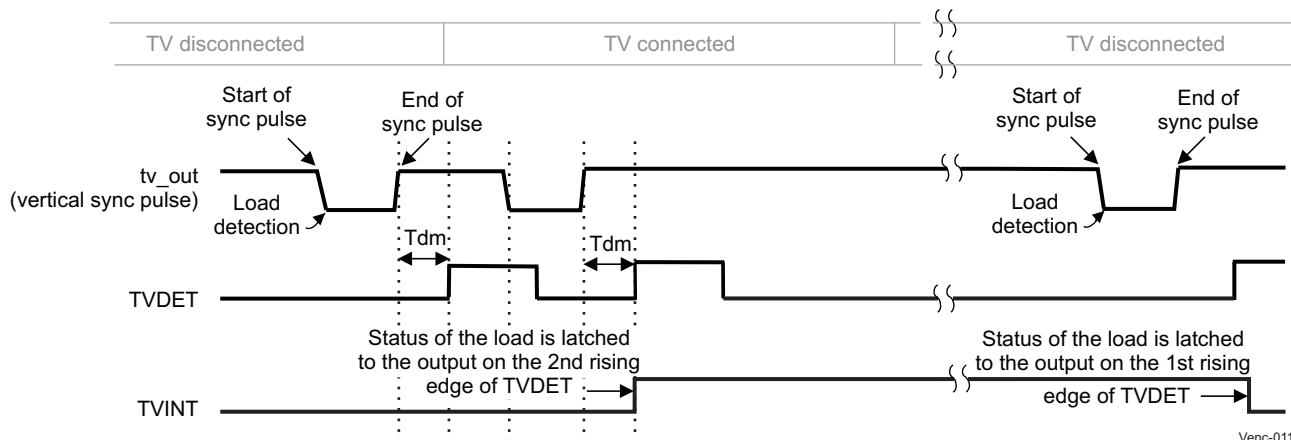 TV disconnected
TV connected
TV disconnected
Start of
sync pulse
End of
sync pulse
Start of
sync pulse
End of
sync pulse
tv_out
(vertical sync pulse)
Load
detection
Load
detection
Tdm
Tdm
TVDET
Status of the load is latched
to the output on the 2nd rising
edge of TVDET
Status of the load is latched
to the output on the 1st rising
edge of TVDET
TVINT
Venc-011